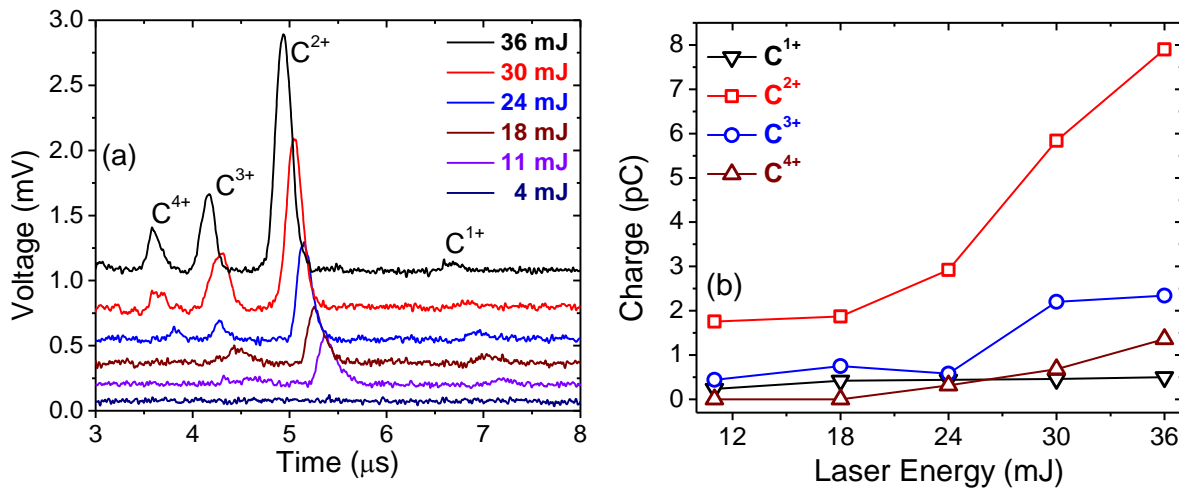 3.0
2.5
2.0
1.5
1.0
0.5
0.0
Voltage (mV)
(a)
C⁴⁺
C³⁺
C²⁺
C¹⁺
36 mJ
30 mJ
24 mJ
18 mJ
11 mJ
4 mJ
3 4 5 6 7 8
Time (μs)
8
7
6
5
4
3
2
1
0
Charge (pC)
C¹⁺
C²⁺
C³⁺
C⁴⁺
(b)
12 18 24 30 36
Laser Energy (mJ)